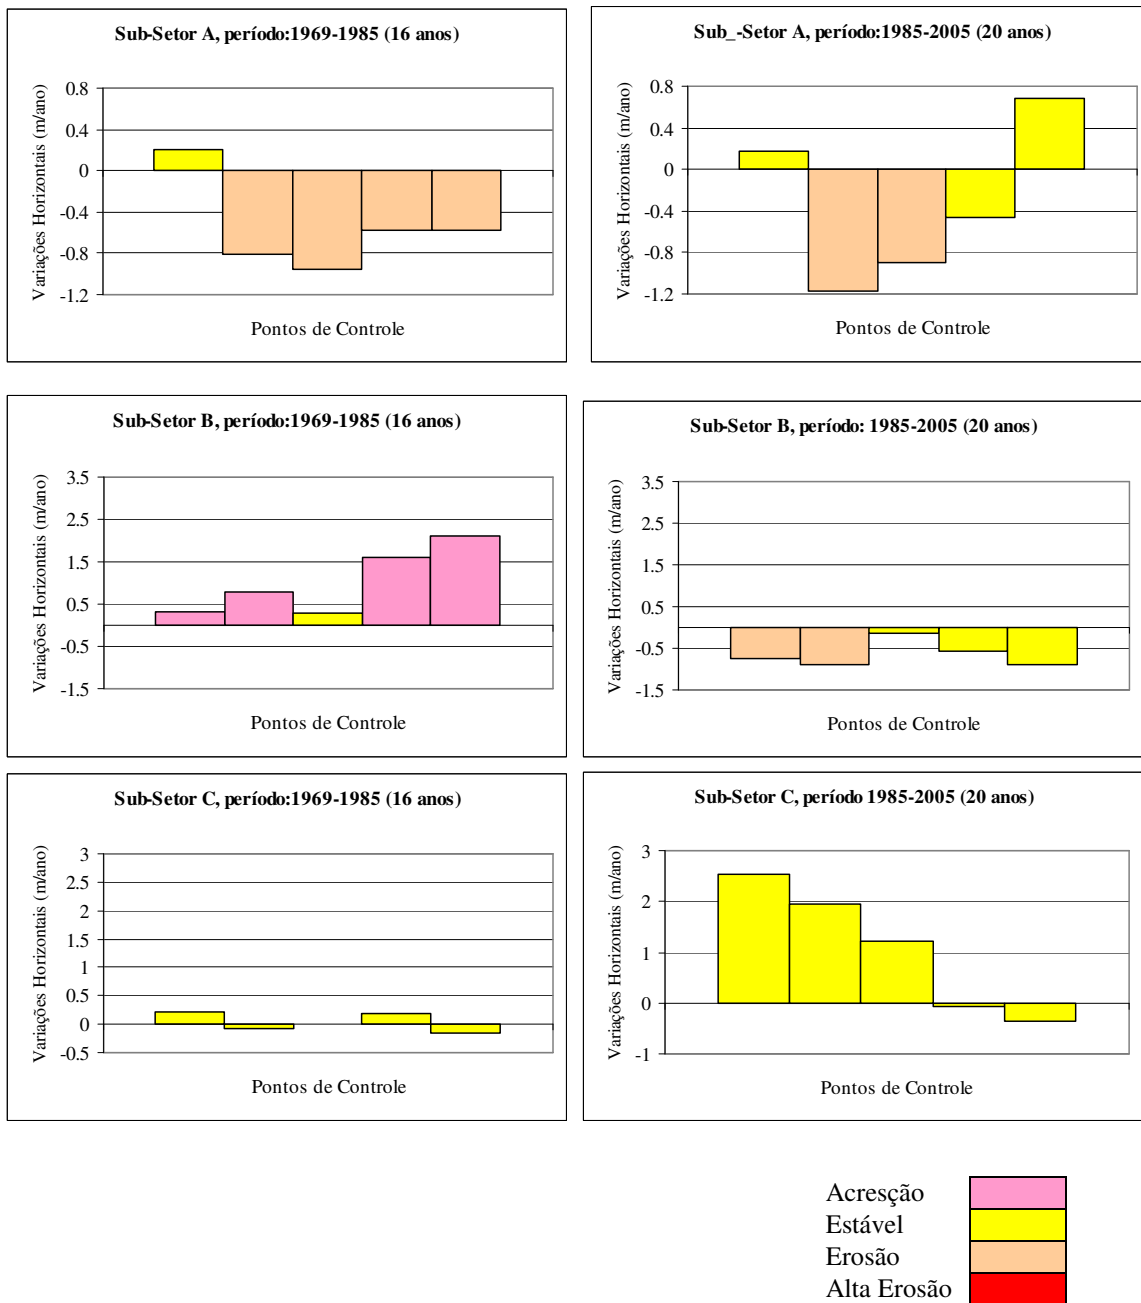 Sub-Setor A, período:1969-1985 (16 anos)
Variações Horizontais (m/ano)
0.8
0.4
0
-0.4
-0.8
-1.2
Pontos de Controle
Sub_-Setor A, período:1985-2005 (20 anos)
Variações Horizontais (m/ano)
0.8
0.4
0
-0.4
-0.8
-1.2
Pontos de Controle
Sub-Setor B, período:1969-1985 (16 anos)
Variações Horizontais (m/ano)
3.5
2.5
1.5
0.5
-0.5
-1.5
Pontos de Controle
Sub-Setor B, período: 1985-2005 (20 anos)
Variações Horizontais (m/ano)
3.5
2.5
1.5
0.5
-0.5
-1.5
Pontos de Controle
Sub-Setor C, período:1969-1985 (16 anos)
Variações Horizontais (m/ano)
3
2.5
2
1.5
1
0.5
0
-0.5
Pontos de Controle
Sub-Setor C, período 1985-2005 (20 anos)
Variações Horizontais (m/ano)
3
2
1
0
-1
Pontos de Controle
Acresção
Estável
Erosão
Alta Erosão